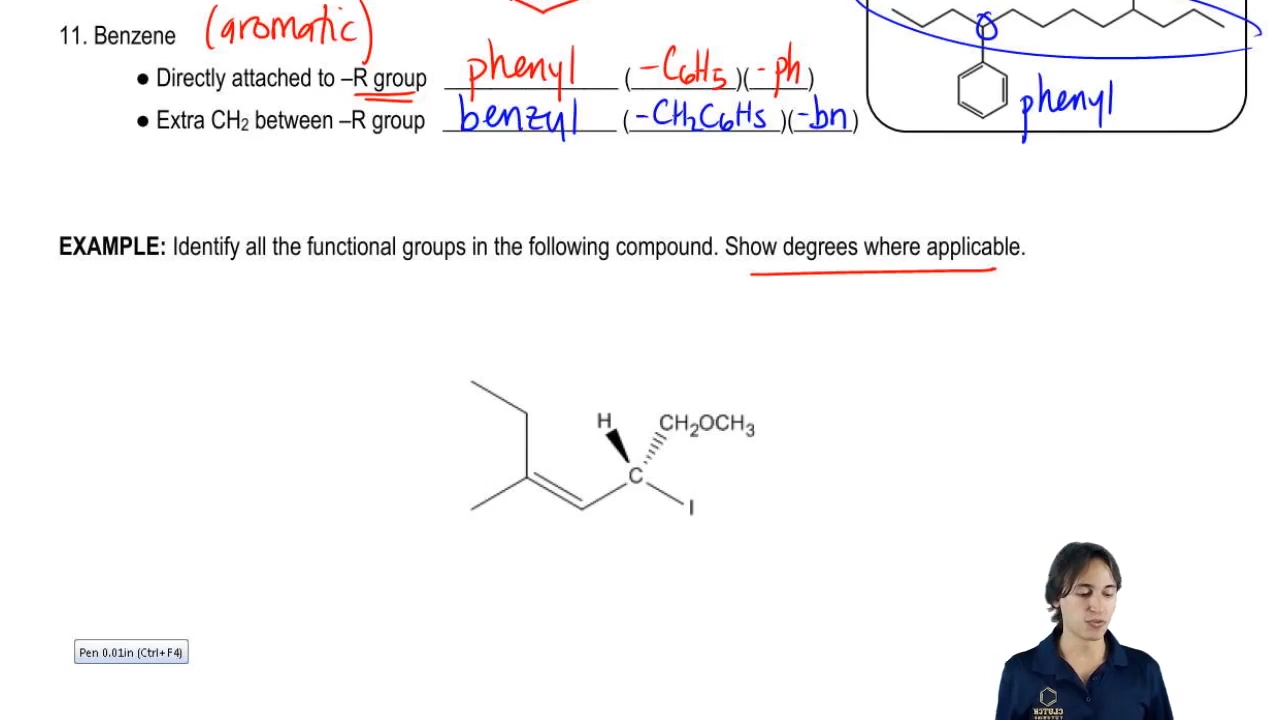 11. Benzene (aromatic)
• Directly attached to –R group phenyl (-C6H5)(-ph)
• Extra CH₂ between –R group benzyl (-CH2C6H5)(-bn)
phenyl
EXAMPLE: Identify all the functional groups in the following compound. Show degrees where applicable.
H CH₂OCH₃
C
I
Pen 0.01in (Ctrl+F4)